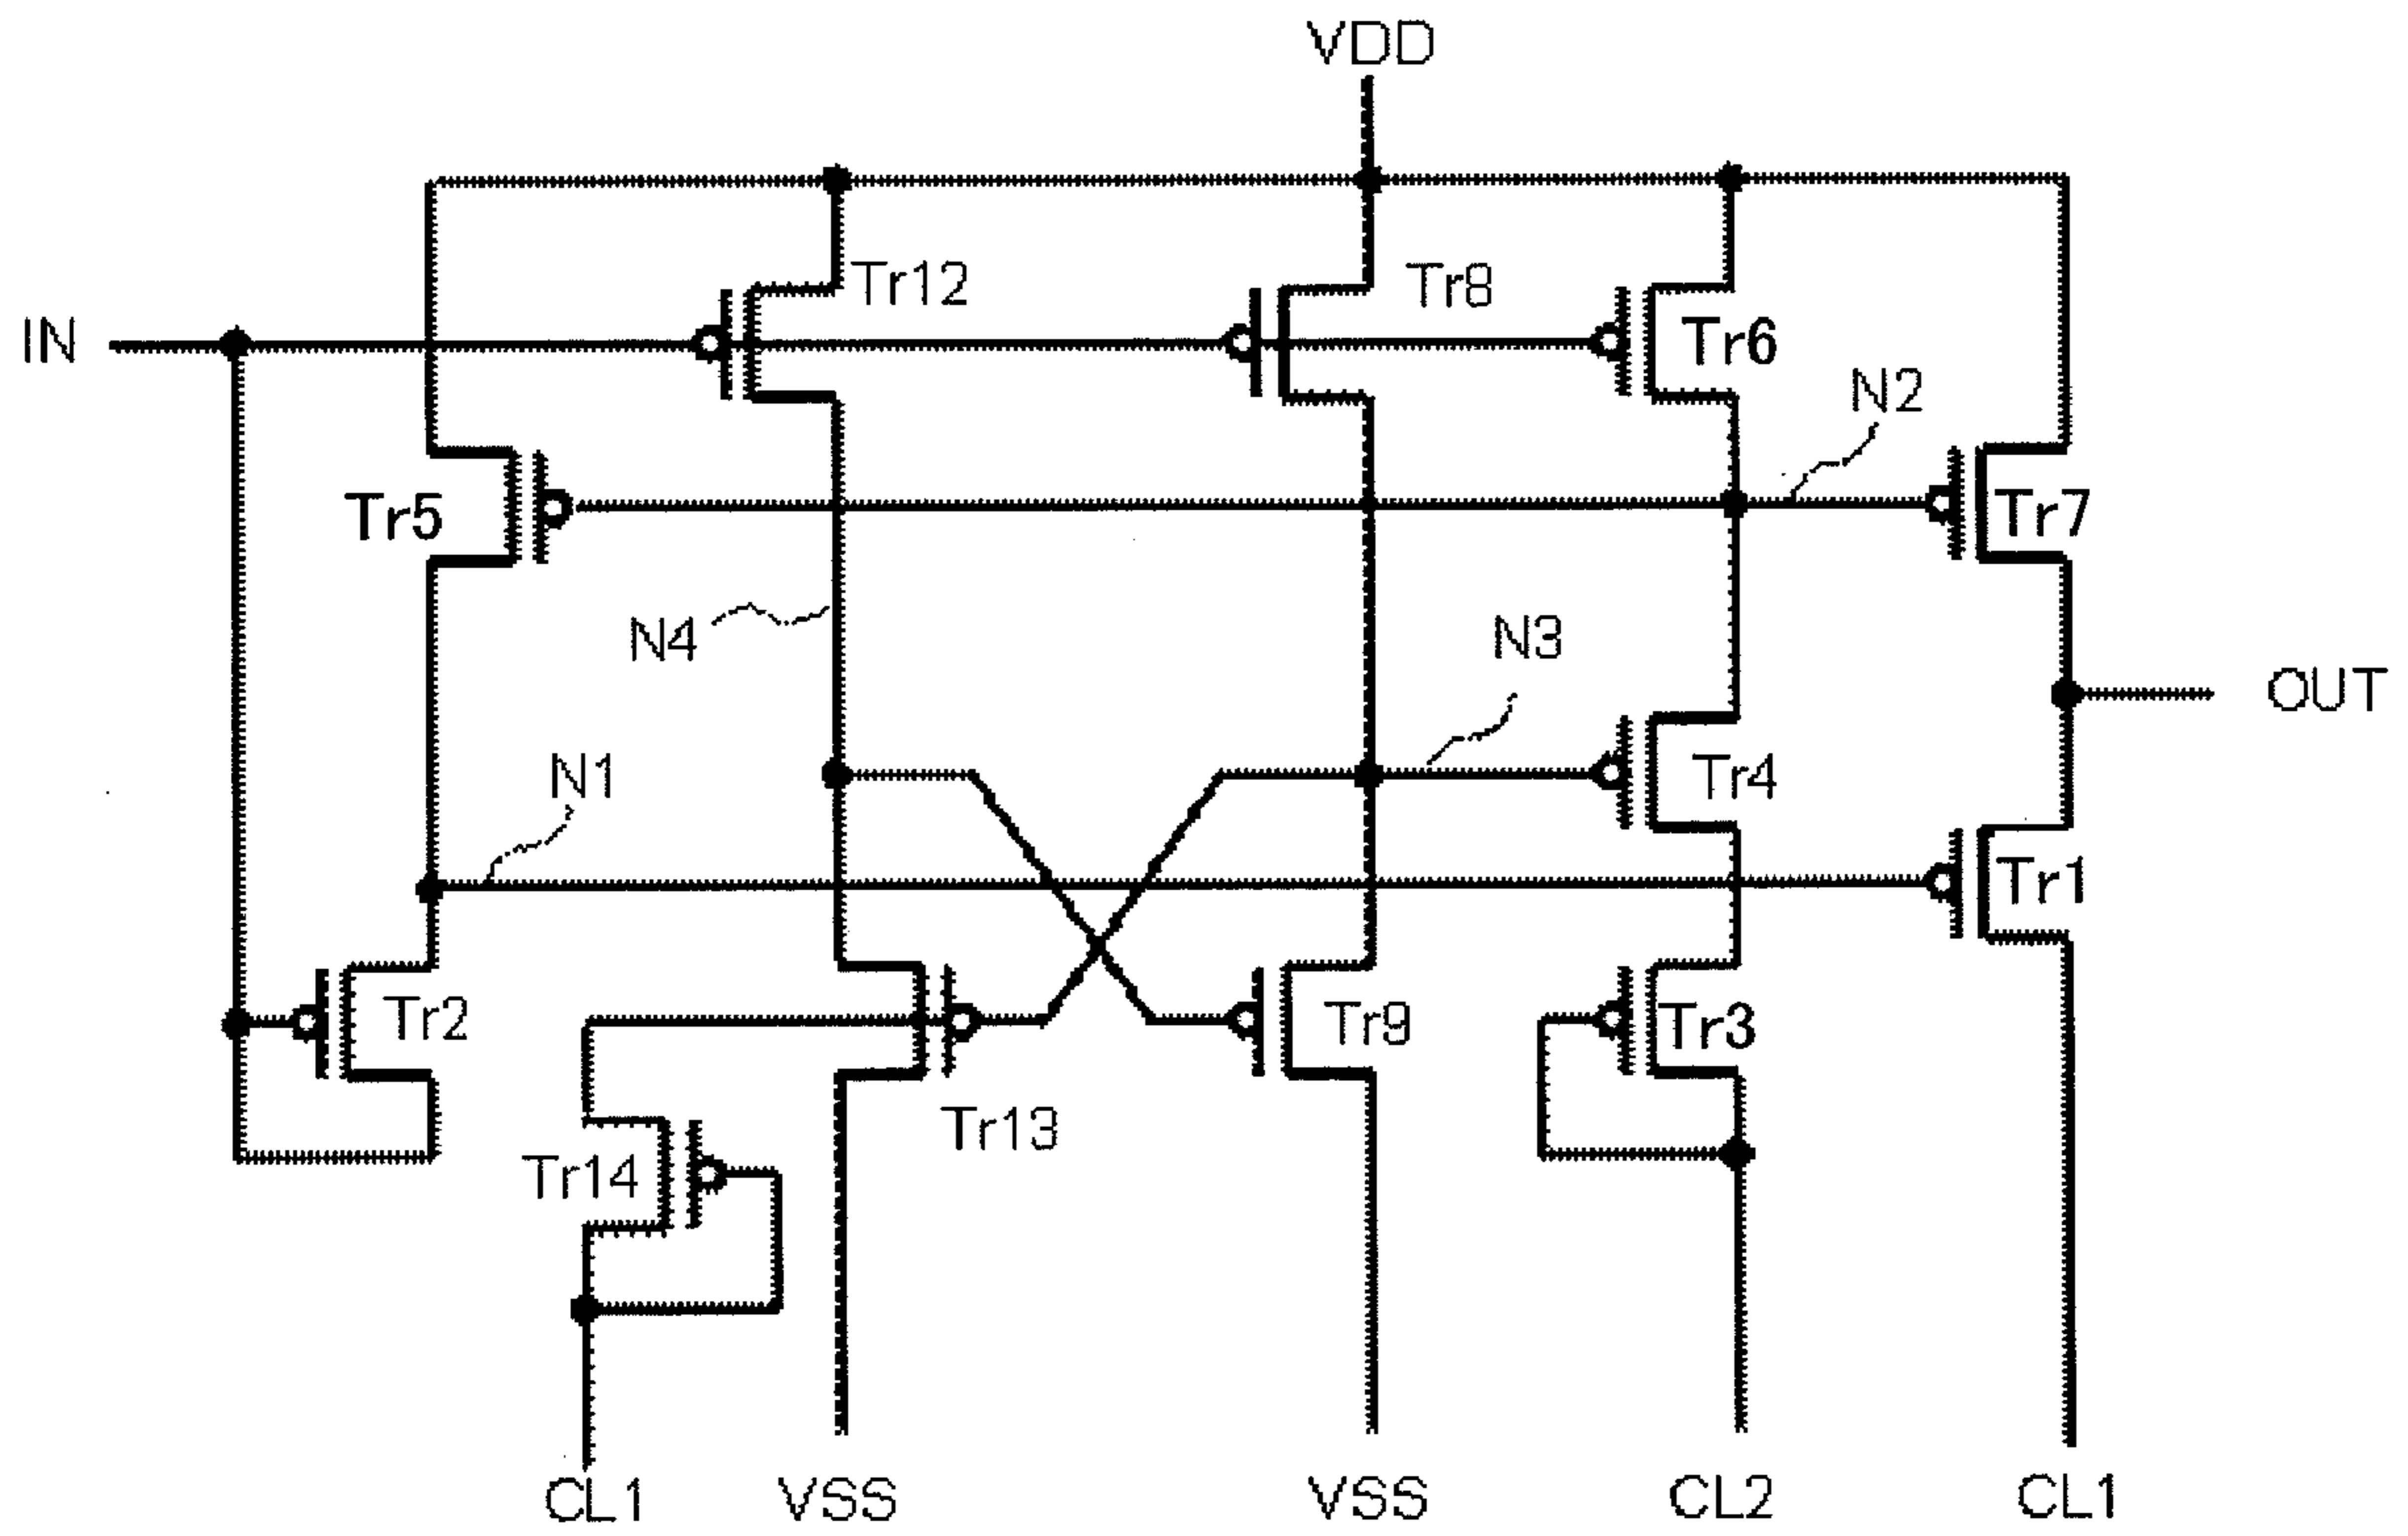 VDD
Tr12
Tr8
IN
Tr6
N2
Tr5
Tr7
N4
N3
OUT
N1
Tr4
Tr1
Tr2
Tr9
Tr3
Tr13
Tr14
CL1
VSS
VSS
CL2
CL1